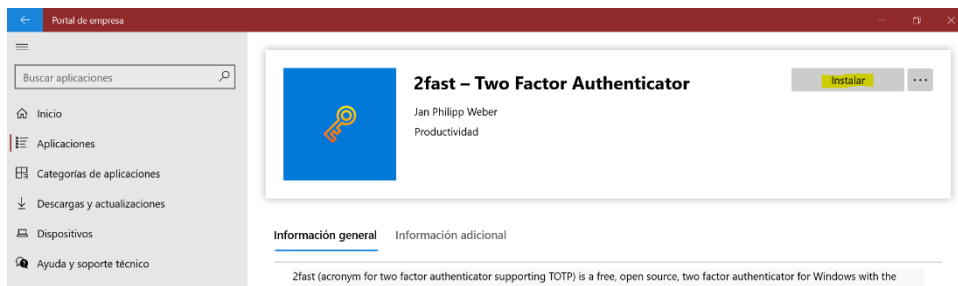 Portal de empresa
Buscar aplicaciones
Inicio
Aplicaciones
Categorías de aplicaciones
Descargas y actualizaciones
Dispositivos
Ayuda y soporte técnico
2fast – Two Factor Authenticator
Instalar
Jan Philipp Weber
Productividad
Información general Información adicional
2fast (acronym for two factor authenticator supporting TOTP) is a free, open source, two factor authenticator for Windows with the